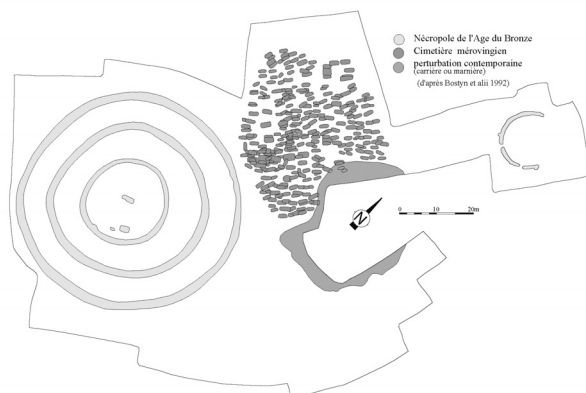 Nécropole de l'Age du Bronze
Cimetière mérovingien
perturbation contemporaine
(carrière ou marnière)
(d'après Bostyn et alii 1992)
N
0 10 20m